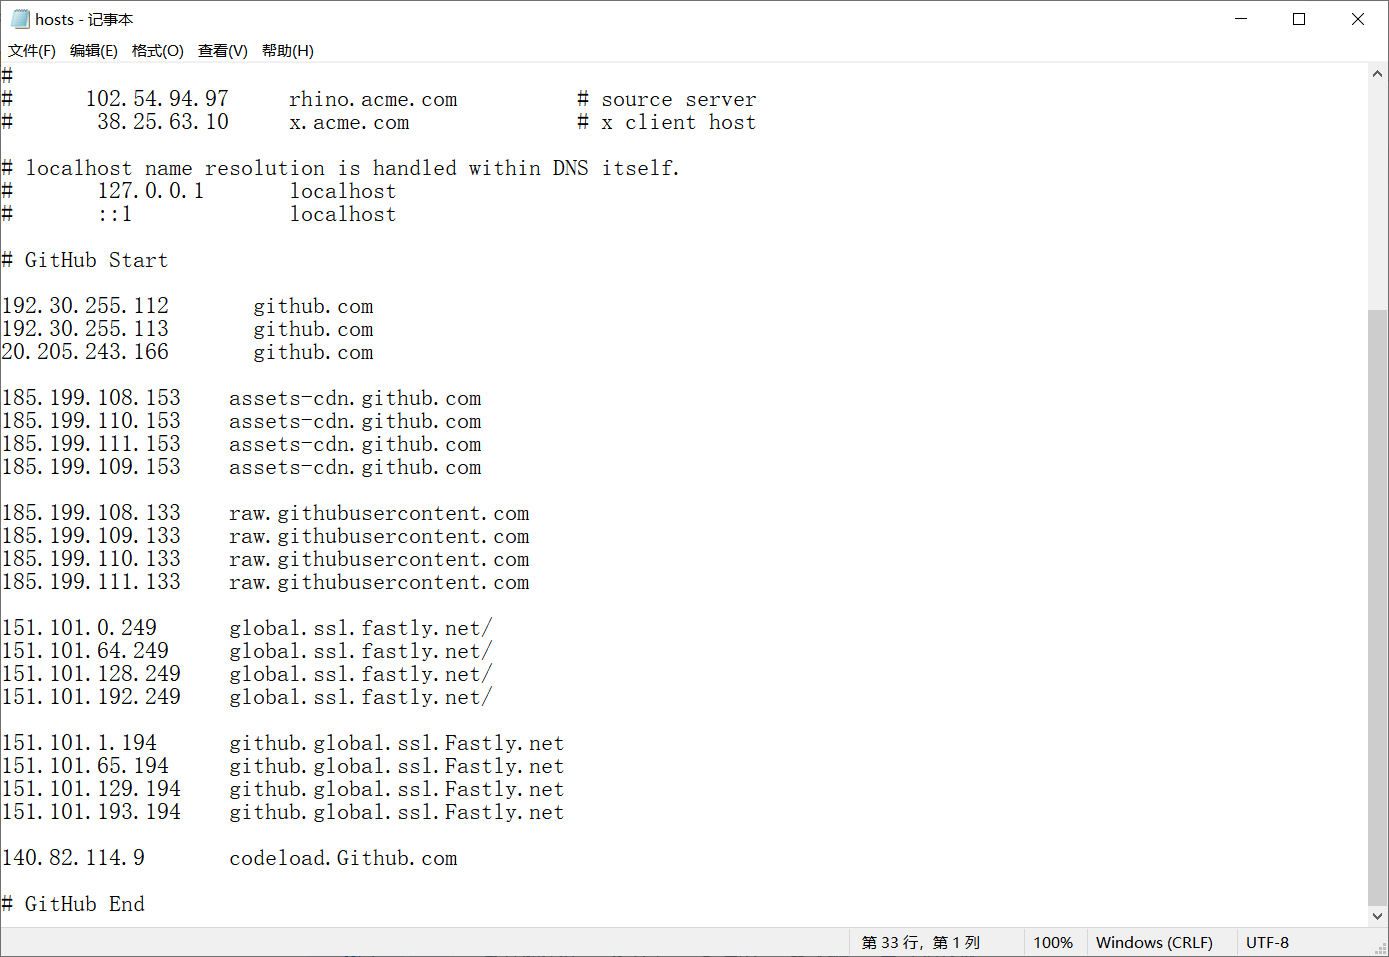 hosts - 记事本
文件(F) 编辑(E) 格式(O) 查看(V) 帮助(H)
#
# 102.54.94.97 rhino.acme.com # source server
# 38.25.63.10 x.acme.com # x client host
# localhost name resolution is handled within DNS itself.
# 127.0.0.1 localhost
# ::1 localhost
# GitHub Start
192.30.255.112 github.com
192.30.255.113 github.com
20.205.243.166 github.com
185.199.108.153 assets-cdn.github.com
185.199.110.153 assets-cdn.github.com
185.199.111.153 assets-cdn.github.com
185.199.109.153 assets-cdn.github.com
185.199.108.133 raw.githubusercontent.com
185.199.109.133 raw.githubusercontent.com
185.199.110.133 raw.githubusercontent.com
185.199.111.133 raw.githubusercontent.com
151.101.0.249 global.ssl.fastly.net/
151.101.64.249 global.ssl.fastly.net/
151.101.128.249 global.ssl.fastly.net/
151.101.192.249 global.ssl.fastly.net/
151.101.1.194 github.global.ssl.Fastly.net
151.101.65.194 github.global.ssl.Fastly.net
151.101.129.194 github.global.ssl.Fastly.net
151.101.193.194 github.global.ssl.Fastly.net
140.82.114.9 codeload.Github.com
# GitHub End
第 33 行，第 1 列 100% Windows (CRLF) UTF-8